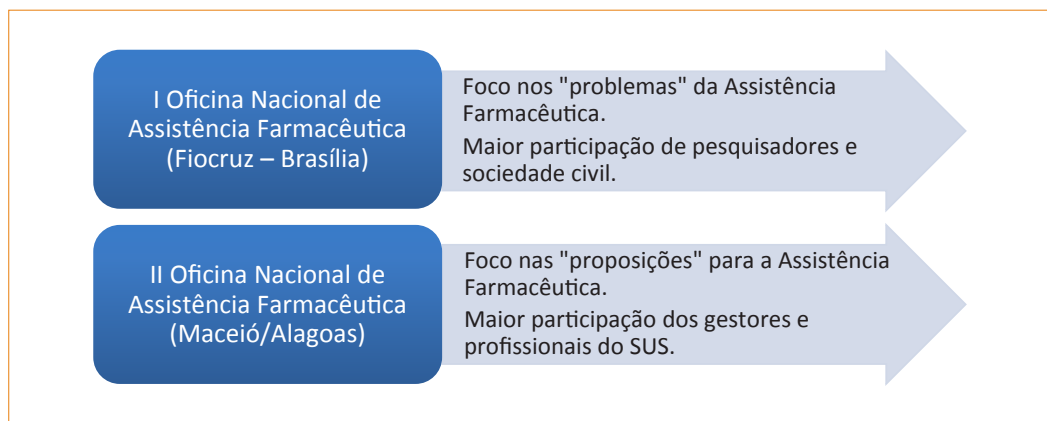 I Oficina Nacional de
Assistência Farmacêutica
(Fiocruz – Brasília)
Foco nos "problemas" da Assistência
Farmacêutica.
Maior participação de pesquisadores e
sociedade civil.
II Oficina Nacional de
Assistência Farmacêutica
(Maceió/Alagoas)
Foco nas "proposições" para a Assistência
Farmacêutica.
Maior participação dos gestores e
profissionais do SUS.